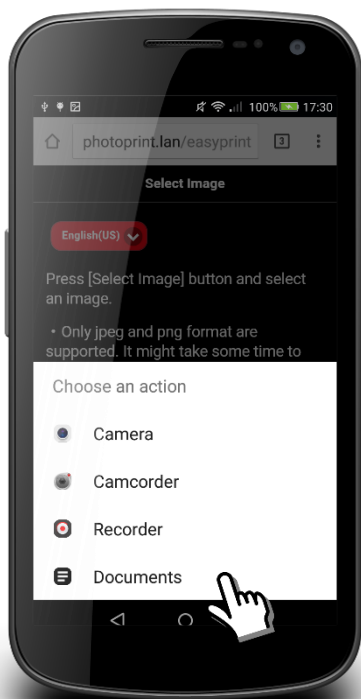 100% 17:30
photoprint.lan/easyprint 3
Select Image
English(US)
Press [Select Image] button and select
an image.
• Only jpeg and png format are
supported. It might take some time to
Choose an action
Camera
Camcorder
Recorder
Documents